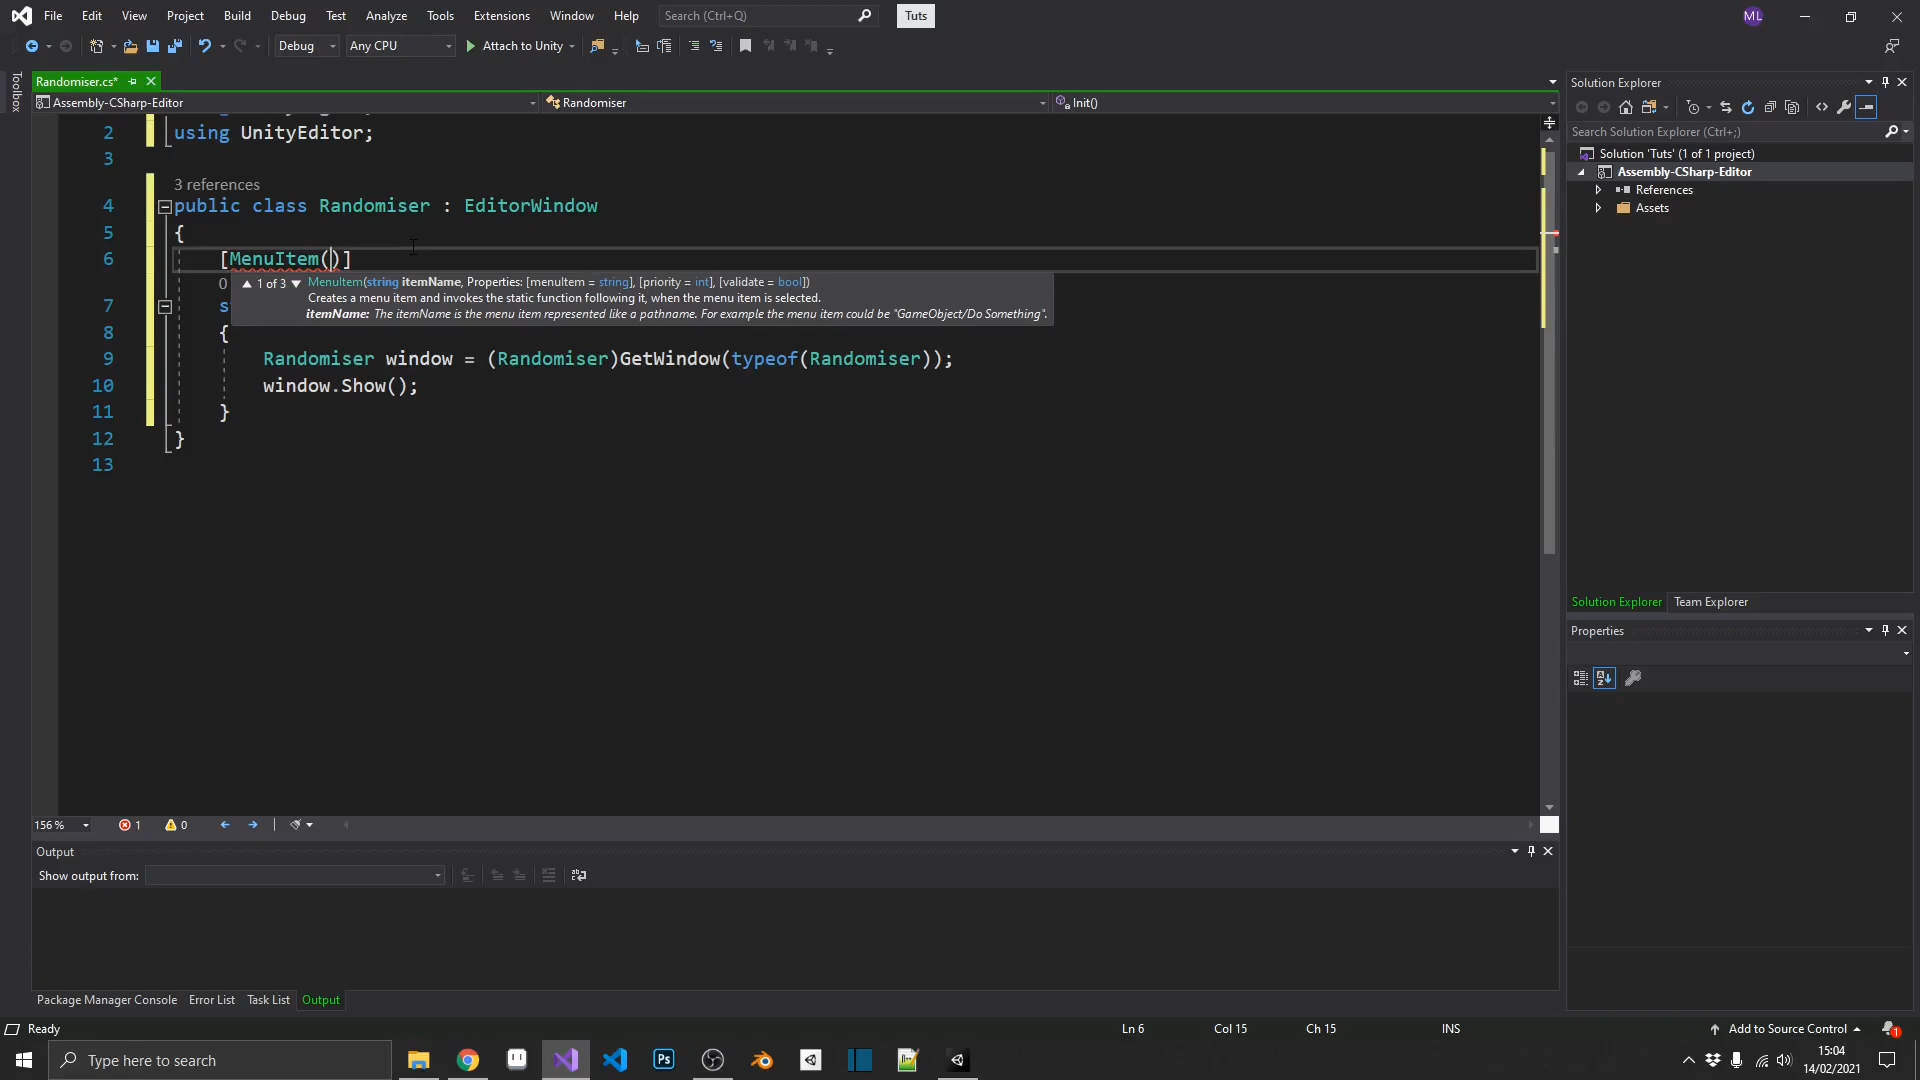 File Edit View Project Build Debug Test Analyze Tools Extensions Window Help Search (Ctrl+Q) Tuts ML
Debug Any CPU Attach to Unity
Toolbox
Randomiser.cs*
Assembly-CSharp-Editor Randomiser Init()
2 using UnityEditor;
3
3 references
4 public class Randomiser : EditorWindow
5 {
6 [MenuItem()]
0
1 of 3 MenuItem(string itemName, Properties: [menuItem = string], [priority = int], [validate = bool])
Creates a menu item and invokes the static function following it, when the menu item is selected.
itemName: The itemName is the menu item represented like a pathname. For example the menu item could be "GameObject/Do Something".
7 s
8 {
9 Randomiser window = (Randomiser)GetWindow(typeof(Randomiser));
10 window.Show();
11 }
12 }
13
156 % 1 0
Output
Show output from:
Package Manager Console Error List Task List Output
Solution Explorer
Search Solution Explorer (Ctrl+;)
Solution 'Tuts' (1 of 1 project)
Assembly-CSharp-Editor
References
Assets
Solution Explorer Team Explorer
Properties
Ready Ln 6 Col 15 Ch 15 INS Add to Source Control 1
Type here to search Ps
15:04
14/02/2021